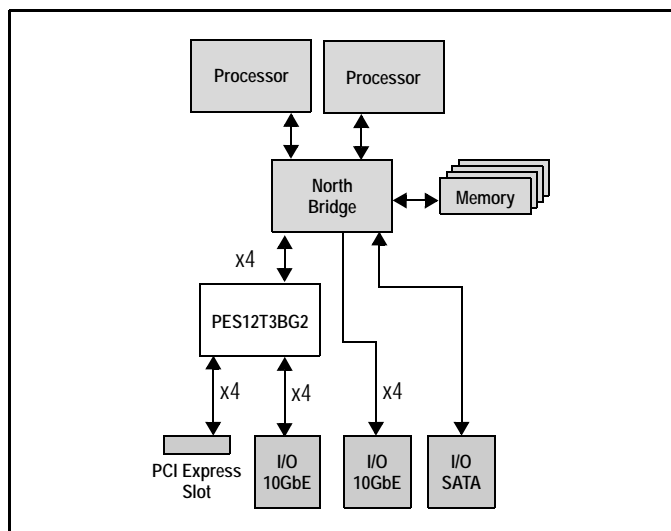 Processor
Processor
North
Bridge
Memory
x4
PES12T3BG2
x4
x4
x4
PCI Express
Slot
I/O
10GbE
I/O
10GbE
I/O
SATA